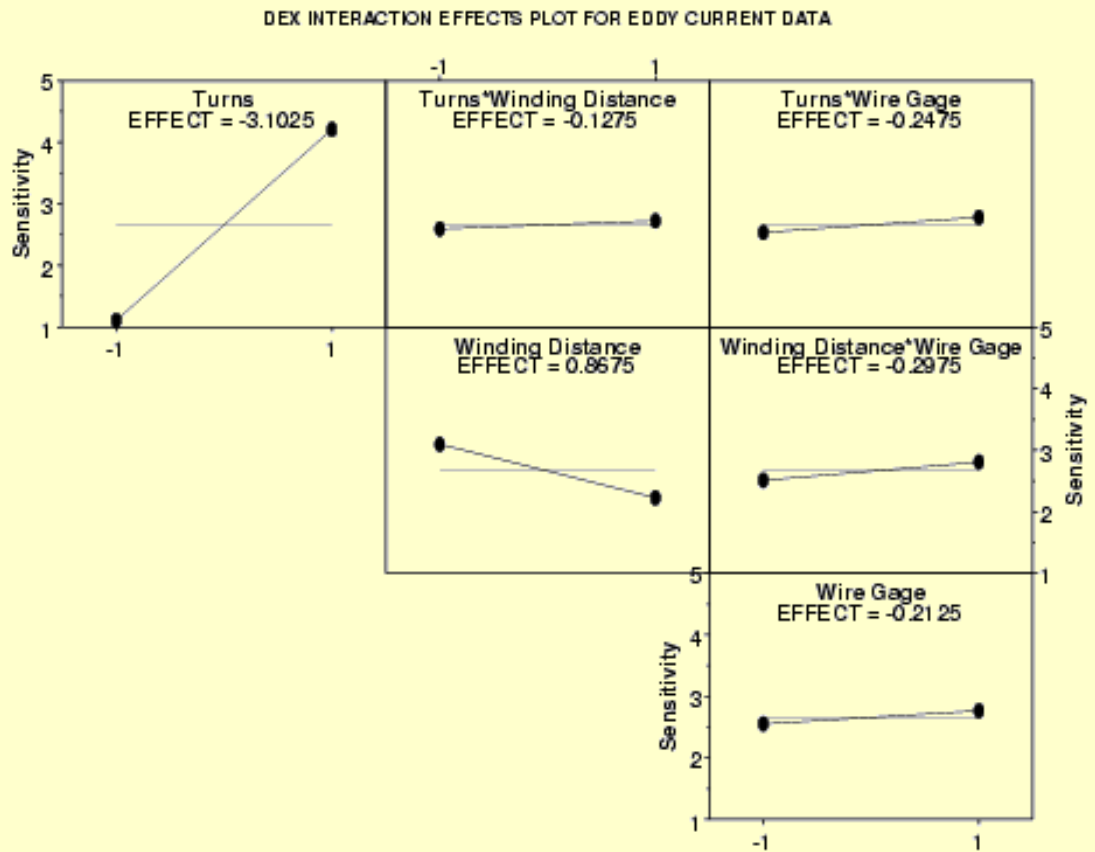 DEX INTERACTION EFFECTS PLOT FOR EDDY CURRENT DATA
-1 1
5
4
3
2
1
Sensitivity
Turns
EFFECT = -3.1025
-1 1
Turns*Winding Distance
EFFECT = -0.1275
Turns*Wire Gage
EFFECT = -0.2475
Winding Distance
EFFECT = 0.8675
Winding Distance*Wire Gage
EFFECT = -0.2975
5
4
3
2
1
Sensitivity
5
4
3
2
1
Sensitivity
Wire Gage
EFFECT = -0.2125
-1 1